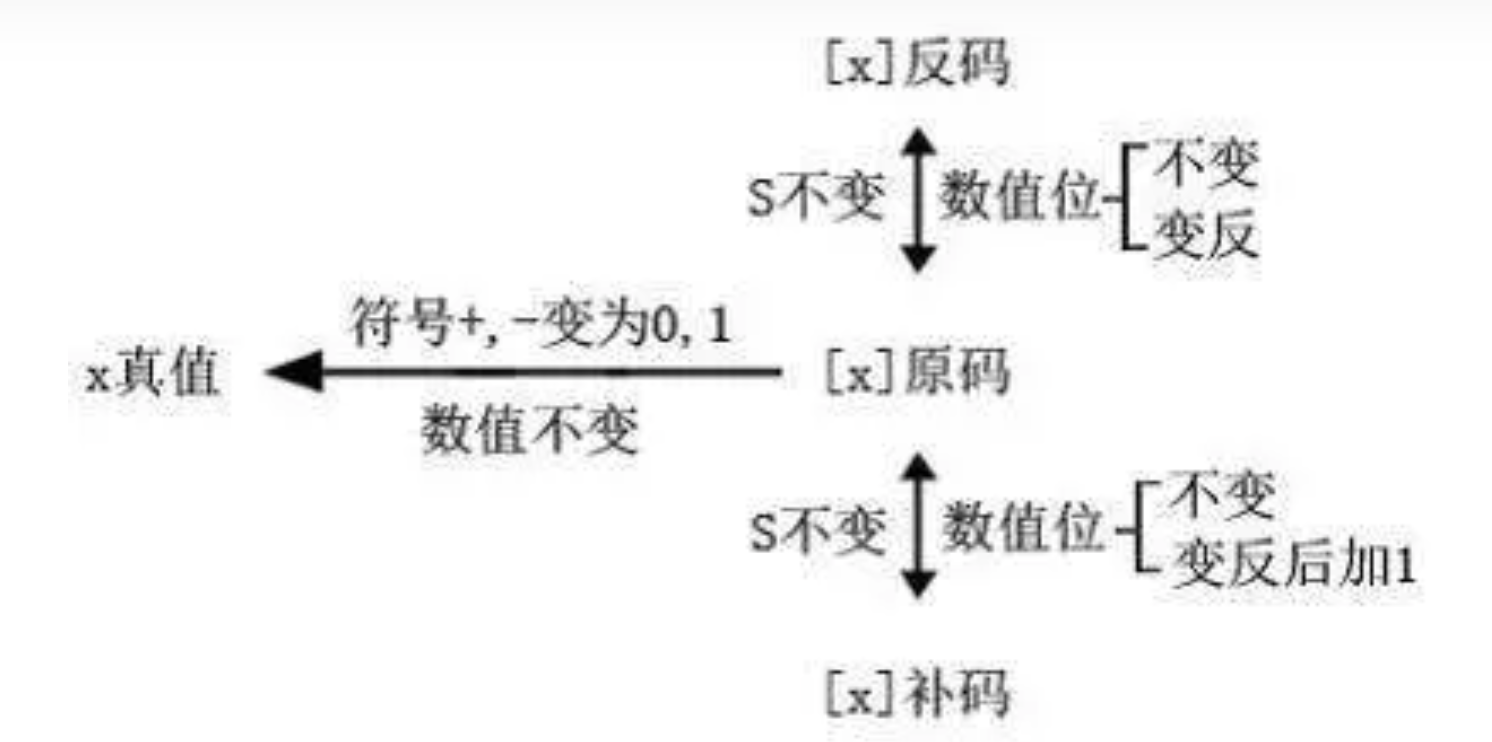 [x]反码
S不变 数值位 不变
变反
符号+,-变为0,1
x真值 [x]原码
数值不变
S不变 数值位 不变
变反后加1
[x]补码